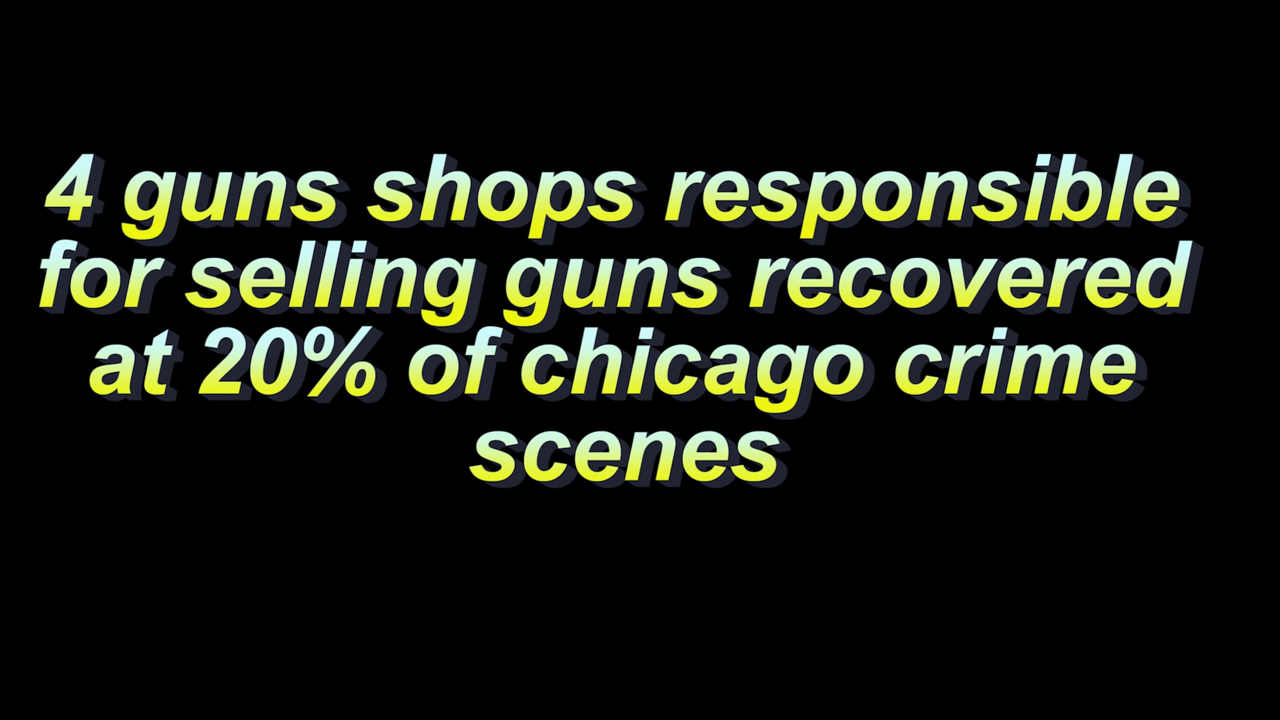 4 guns shops responsible
for selling guns recovered
at 20% of chicago crime
scenes